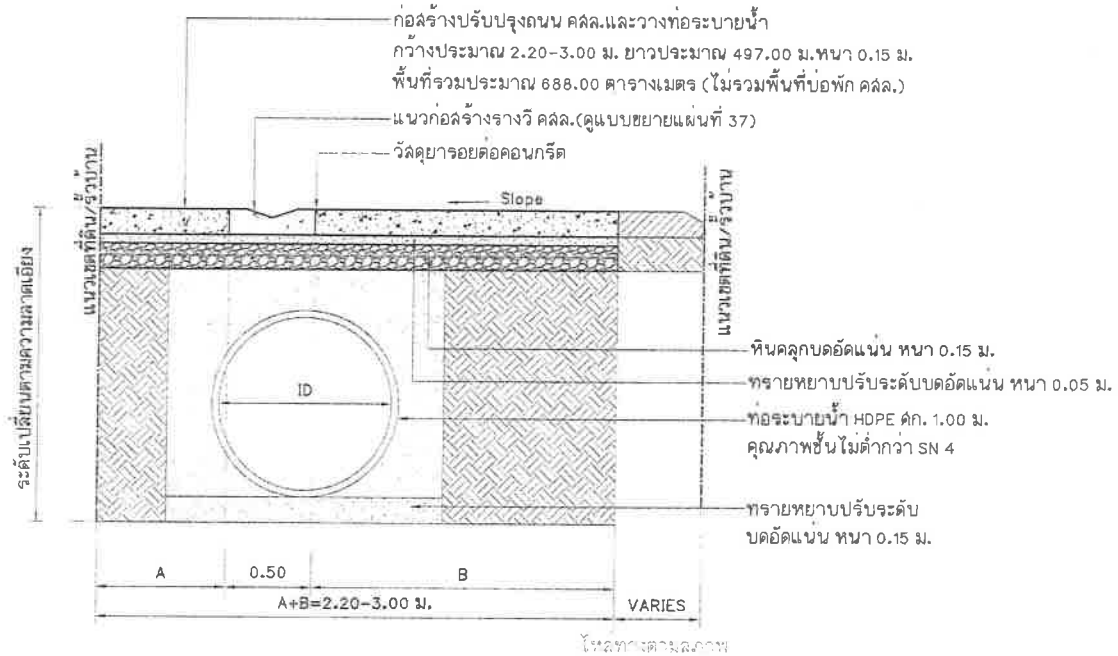 ก่อสร้างปรับปรุงถนน คสล.และวางท่อระบายน้ำ
กว้างประมาณ 2.20-3.00 ม. ยาวประมาณ 497.00 ม.หนา 0.15 ม.
พื้นที่รวมประมาณ 688.00 ตารางเมตร (ไม่รวมพื้นที่บ่อพัก คสล.)
แนวก่อสร้างรางวี คสล.(ดูแบบขยายแผ่นที่ 37)
วัสดุยารอยต่อคอนกรีต
Slope
แนวเขตที่ดิน/รั้วบ้าน
แนวเขตที่ดิน/รั้วบ้าน
ระดับเปลี่ยนตามความลาดเอียง
หินคลุกบดอัดแน่น หนา 0.15 ม.
ทรายหยาบปรับระดับบดอัดแน่น หนา 0.05 ม.
ID
ท่อระบายน้ำ HDPE ศก. 1.00 ม.
คุณภาพชั้นไม่ต่ำกว่า SN 4
ทรายหยาบปรับระดับ
บดอัดแน่น หนา 0.15 ม.
A 0.50 B
A+B=2.20-3.00 ม. VARIES
ไหล่ทางตามสภาพ